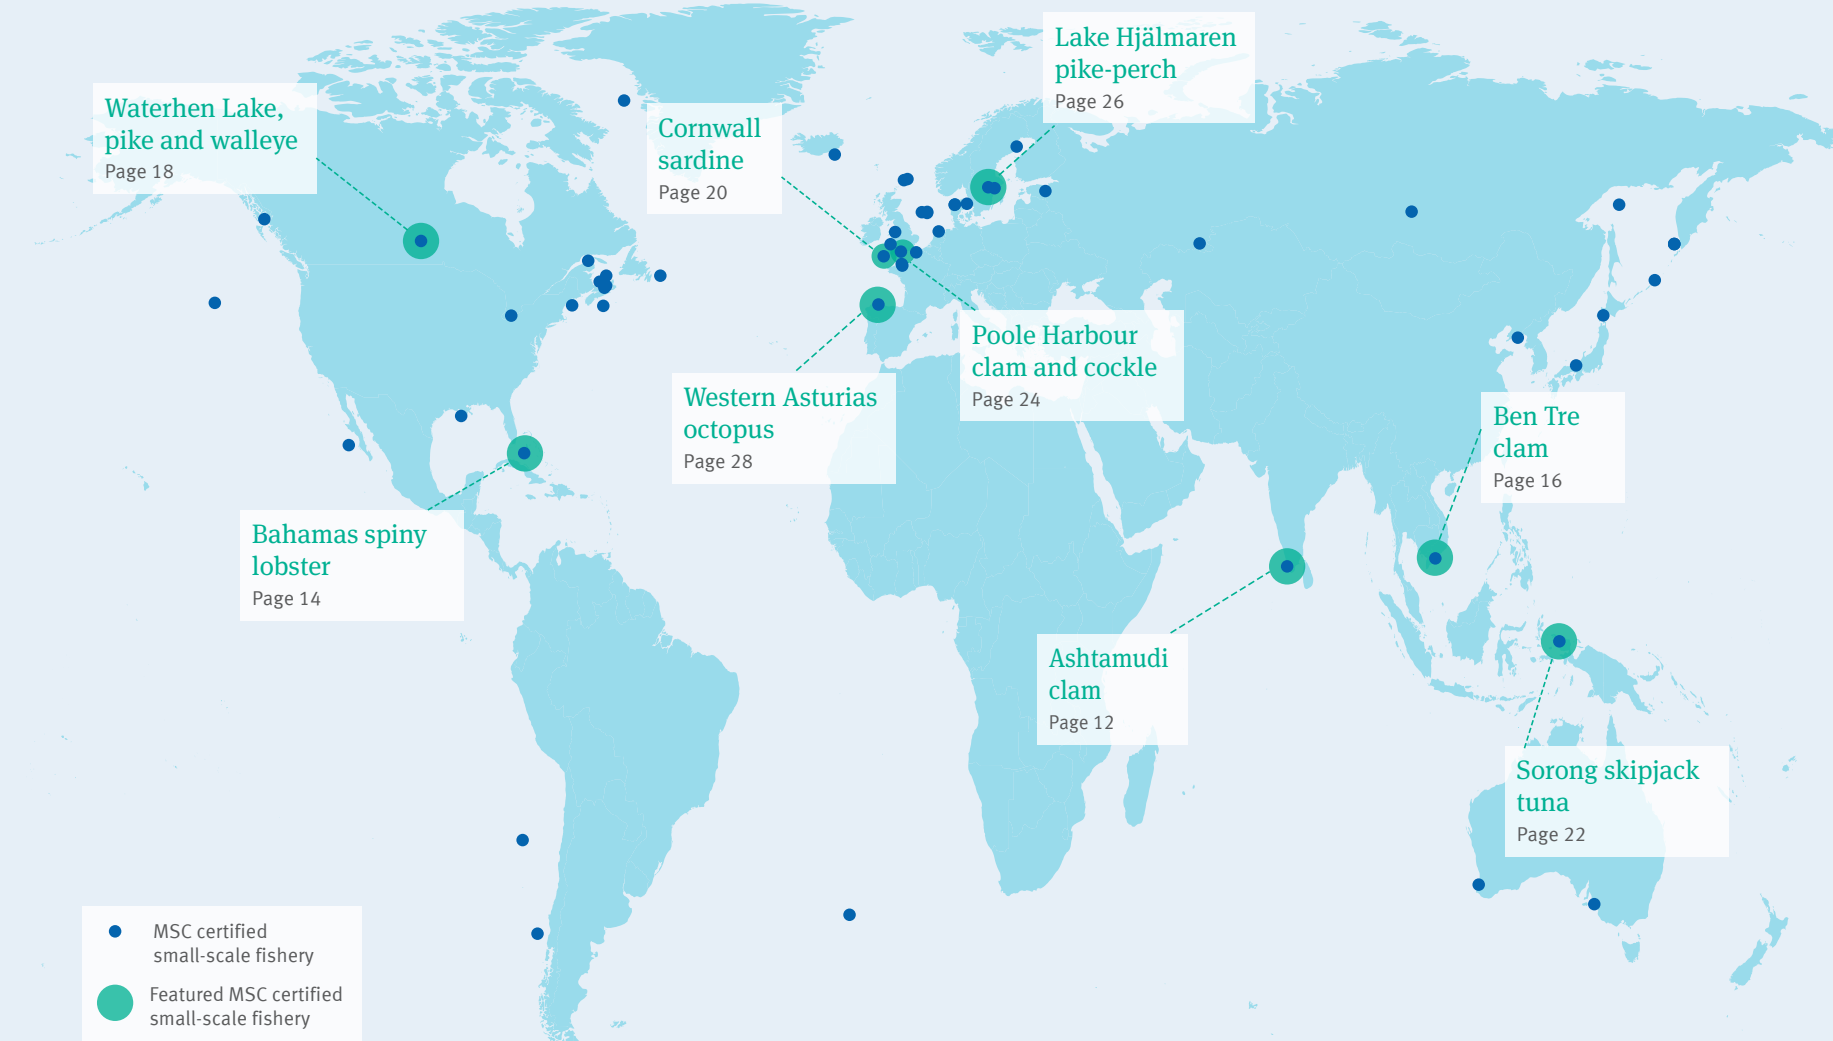 Lake Hjälmaren
pike-perch
Page 26
Waterhen Lake,
pike and walleye
Page 18
Cornwall
sardine
Page 20
Poole Harbour
clam and cockle
Page 24
Western Asturias
octopus
Page 28
Ben Tre
clam
Page 16
Bahamas spiny
lobster
Page 14
Ashtamudi
clam
Page 12
Sorong skipjack
tuna
Page 22
MSC certified
small-scale fishery
Featured MSC certified
small-scale fishery